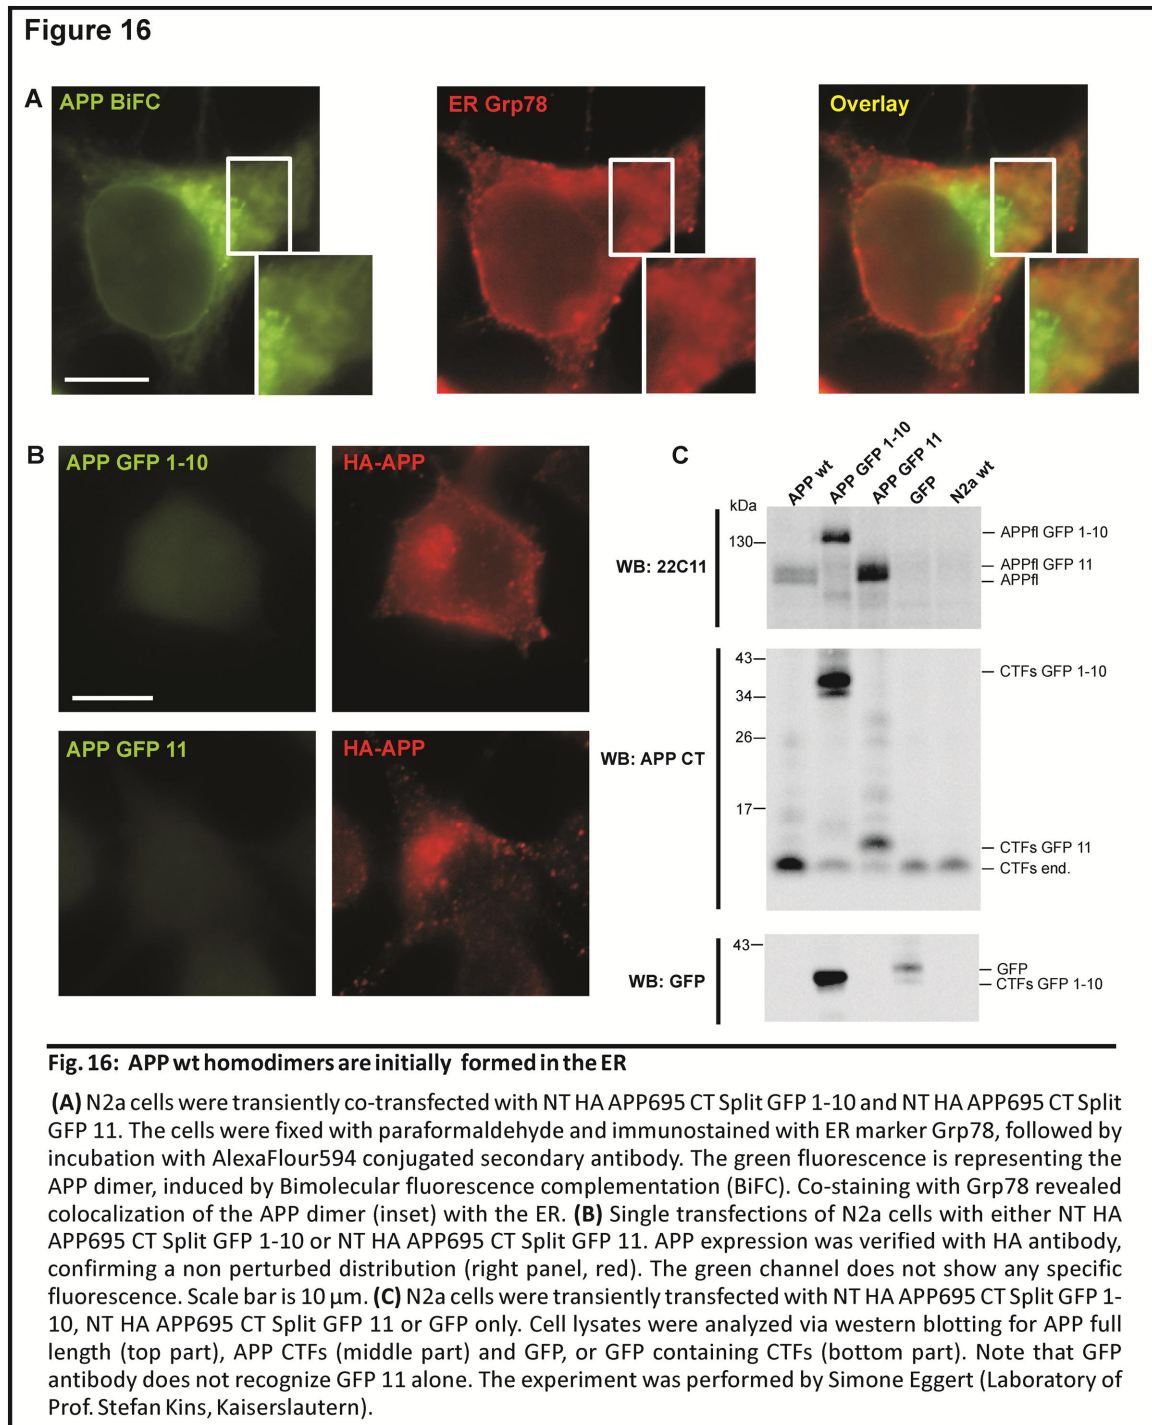 Figure 16
A
APP BiFC
ER Grp78
Overlay
B
APP GFP 1-10
HA-APP
APP GFP 11
HA-APP
C
APP wt
APP GFP 1-10
APP GFP 11
GFP
N2a wt
kDa
130
WB: 22C11
APPfl GFP 1-10
APPfl GFP 11
APPfl
43
34
26
17
WB: APP CT
CTFs GFP 1-10
CTFs GFP 11
CTFs end.
43
WB: GFP
GFP
CTFs GFP 1-10
Fig. 16: APP wt homodimers are initially formed in the ER
(A) N2a cells were transiently co-transfected with NT HA APP695 CT Split GFP 1-10 and NT HA APP695 CT Split
GFP 11. The cells were fixed with paraformaldehyde and immunostained with ER marker Grp78, followed by
incubation with AlexaFlour594 conjugated secondary antibody. The green fluorescence is representing the
APP dimer, induced by Bimolecular fluorescence complementation (BiFC). Co-staining with Grp78 revealed
colocalization of the APP dimer (inset) with the ER. (B) Single transfections of N2a cells with either NT HA
APP695 CT Split GFP 1-10 or NT HA APP695 CT Split GFP 11. APP expression was verified with HA antibody,
confirming a non perturbed distribution (right panel, red). The green channel does not show any specific
fluorescence. Scale bar is 10 µm. (C) N2a cells were transiently transfected with NT HA APP695 CT Split GFP 1-
10, NT HA APP695 CT Split GFP 11 or GFP only. Cell lysates were analyzed via western blotting for APP full
length (top part), APP CTFs (middle part) and GFP, or GFP containing CTFs (bottom part). Note that GFP
antibody does not recognize GFP 11 alone. The experiment was performed by Simone Eggert (Laboratory of
Prof. Stefan Kins, Kaiserslautern).